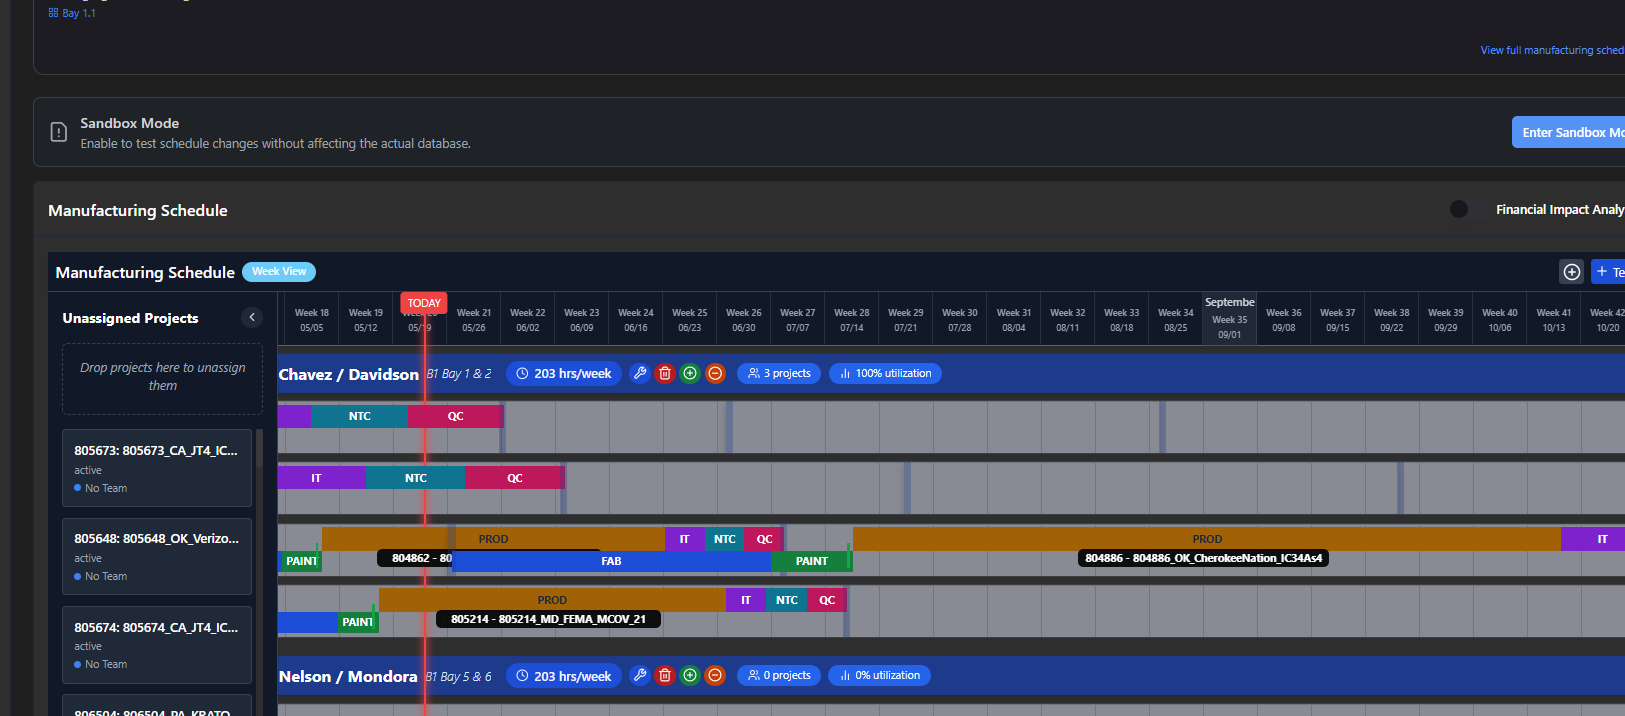 Bay 1.1
View full manufacturing sched
Sandbox Mode
Enable to test schedule changes without affecting the actual database.
Enter Sandbox Mo
Manufacturing Schedule
Financial Impact Analy
Manufacturing Schedule
Week View
+ Te
Unassigned Projects
Drop projects here to unassign
them
805673: 805673_CA_JT4_IC...
active
No Team
805648: 805648_OK_Verizo...
active
No Team
805674: 805674_CA_JT4_IC...
active
No Team
806504: 806504_PA_KRATO
TODAY
Septembe
Week 18 Week 19 Week 21 Week 22 Week 23 Week 24 Week 25 Week 26 Week 27 Week 28 Week 29 Week 30 Week 31 Week 32 Week 33 Week 34 Week 35 Week 36 Week 37 Week 38 Week 39 Week 40 Week 41 Week 42
05/05 05/12 05/19 05/26 06/02 06/09 06/16 06/23 06/30 07/07 07/14 07/21 07/28 08/04 08/11 08/18 08/25 09/01 09/08 09/15 09/22 09/29 10/06 10/13 10/20
Chavez / Davidson B1 Bay 1 & 2 203 hrs/week 3 projects 100% utilization
NTC QC
IT NTC QC
PROD IT NTC QC PROD IT
804862 - 80 804886 - 804886_OK_CherokeeNation_IC34As4
PAINT FAB PAINT
PROD IT NTC QC
805214 - 805214_MD_FEMA_MCOV_21
PAINT
Nelson / Mondora B1 Bay 5 & 6 203 hrs/week 0 projects 0% utilization